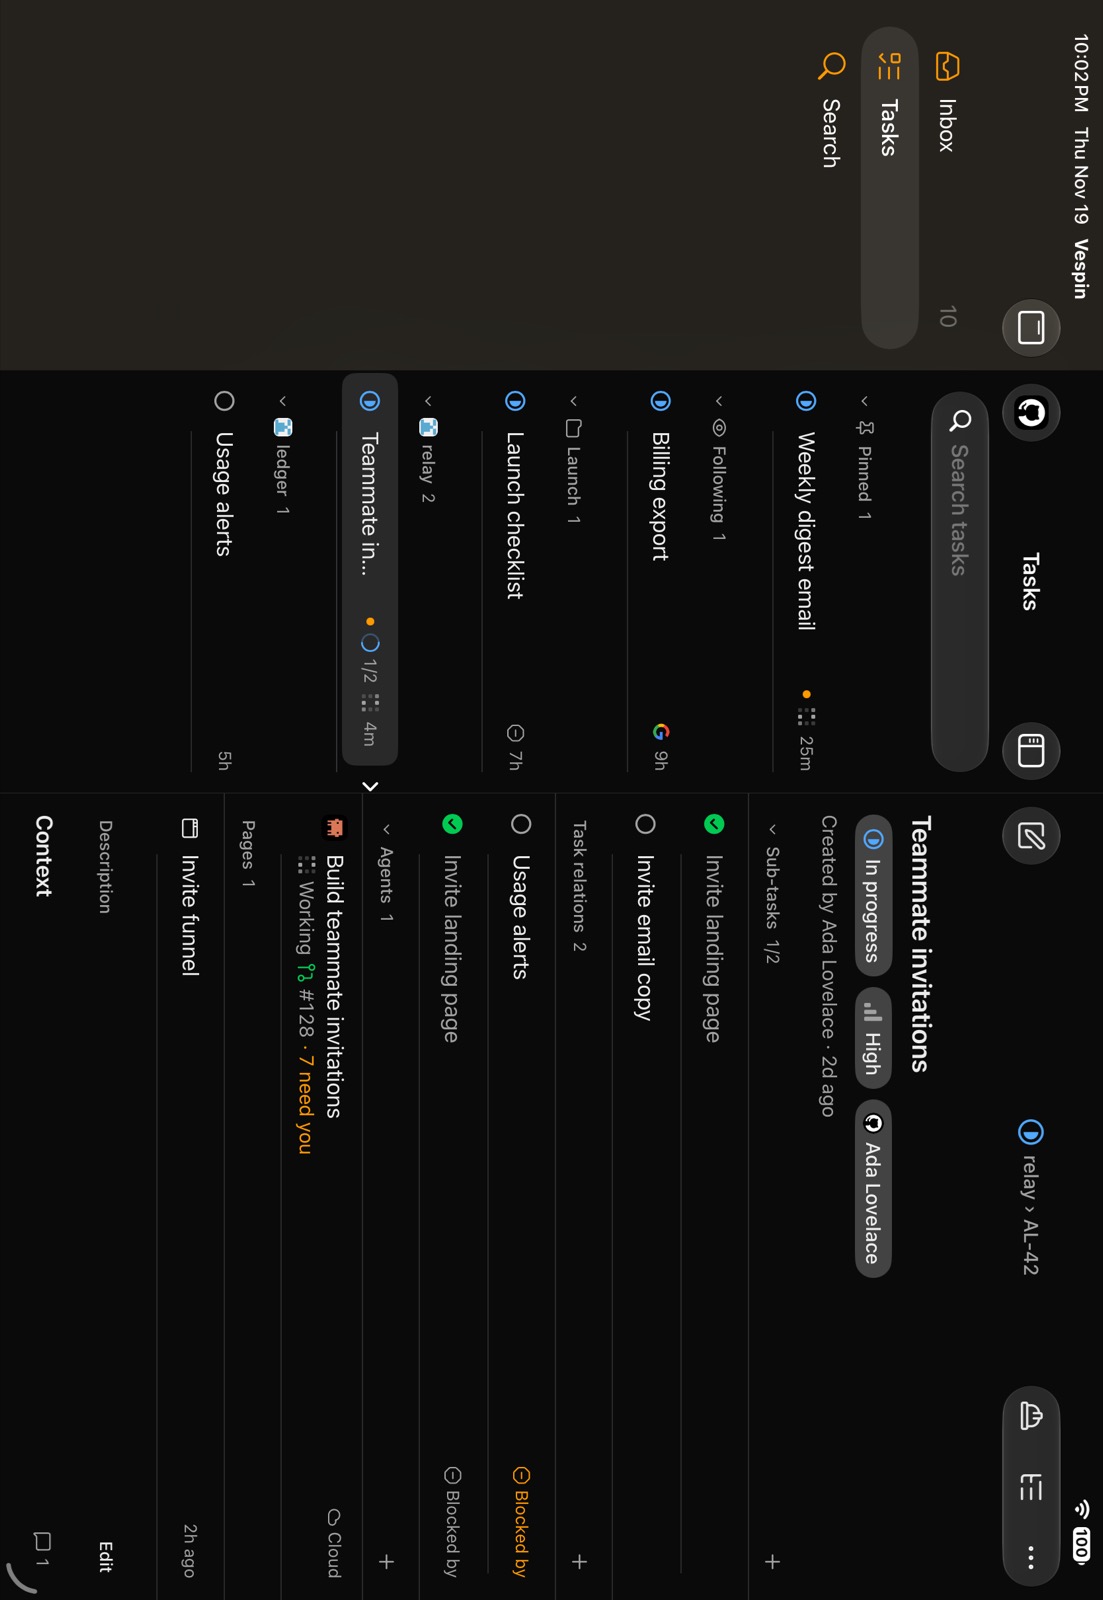 10:02 PM Thu Nov 19 Vespin
100
Inbox 10
Tasks
Search
Tasks
Search tasks
Pinned 1
Weekly digest email 25m
Following 1
Billing export 9h
Launch 1
Launch checklist 7h
relay 2
Teammate in... 1/2 4m
ledger 1
Usage alerts 5h
relay › AL-42
Teammate invitations
In progress High Ada Lovelace
Created by Ada Lovelace · 2d ago
Sub-tasks 1/2
Invite landing page
Invite email copy
Task relations 2
Usage alerts Blocked by
Invite landing page Blocked by
Agents 1
Build teammate invitations Cloud
Working #128 · 7 need you
Pages 1
Invite funnel 2h ago
Description Edit
Context 1